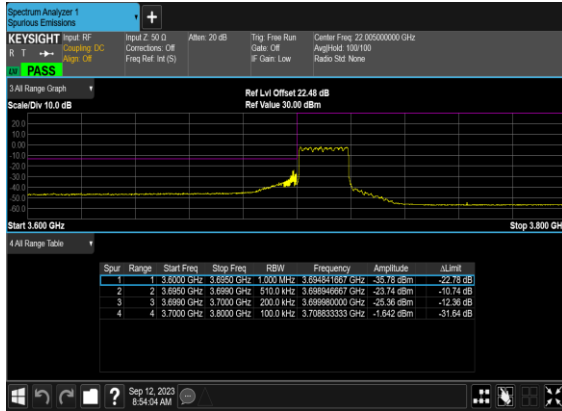 Spectrum Analyzer 1
Spurious Emissions
+
KEYSIGHT Input: RF Input Z: 50 Ω Atten: 20 dB Trig: Free Run Center Freq: 22.005000000 GHz
R T Coupling: DC Corrections: Off Gate: Off Avg|Hold: 100/100
Align: Off Freq Ref: Int (S) IF Gain: Low Radio Std: None
PASS
3 All Range Graph Ref Lvl Offset 22.48 dB
Scale/Div 10.0 dB Ref Value 30.00 dBm
20.0
10.0
0.00
-10.0
-20.0
-30.0
-40.0
-50.0
-60.0
Start 3.600 GHz Stop 3.800 GH
4 All Range Table
Spur Range Start Freq Stop Freq RBW Frequency Amplitude ΔLimit
1 1 3.6000 GHz 3.6950 GHz 1.000 MHz 3.694841667 GHz -35.78 dBm -22.78 dB
2 2 3.6950 GHz 3.6990 GHz 510.0 kHz 3.698946667 GHz -23.74 dBm -10.74 dB
3 3 3.6990 GHz 3.7000 GHz 200.0 kHz 3.699980000 GHz -25.36 dBm -12.36 dB
4 4 3.7000 GHz 3.8000 GHz 100.0 kHz 3.708833333 GHz -1.642 dBm -31.64 dB
? Sep 12, 2023
8:54:04 AM